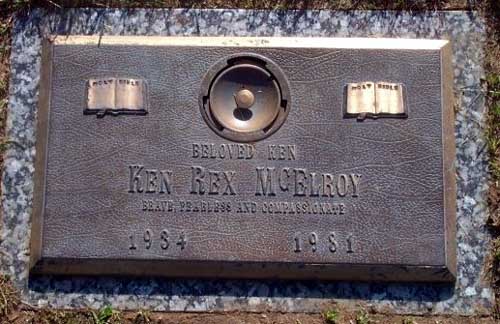 HOLY BIBLE
HOLY BIBLE
BELOVED KEN
KEN REX McELROY
BRAVE, FEARLESS AND COMPASSIONATE
1934 1981